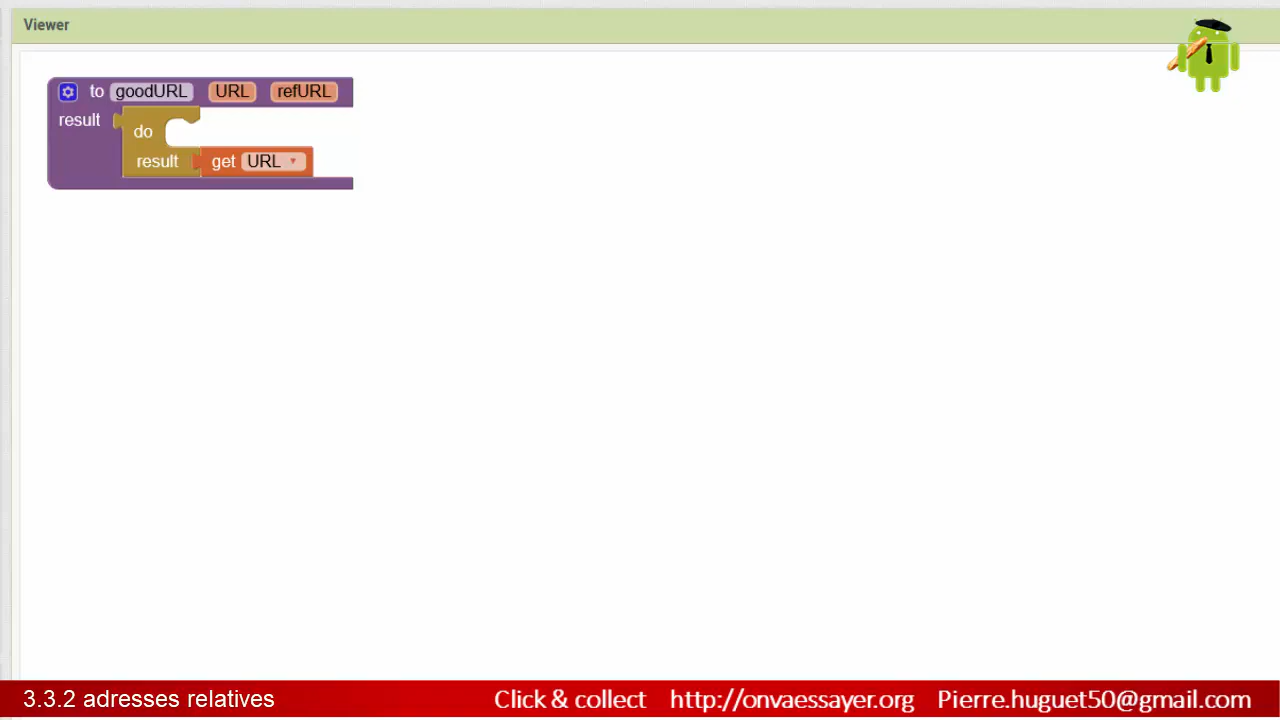 Viewer
to goodURL URL refURL
result
do
result get URL
3.3.2 adresses relatives Click & collect http://onvaessayer.org Pierre.huguet50@gmail.com